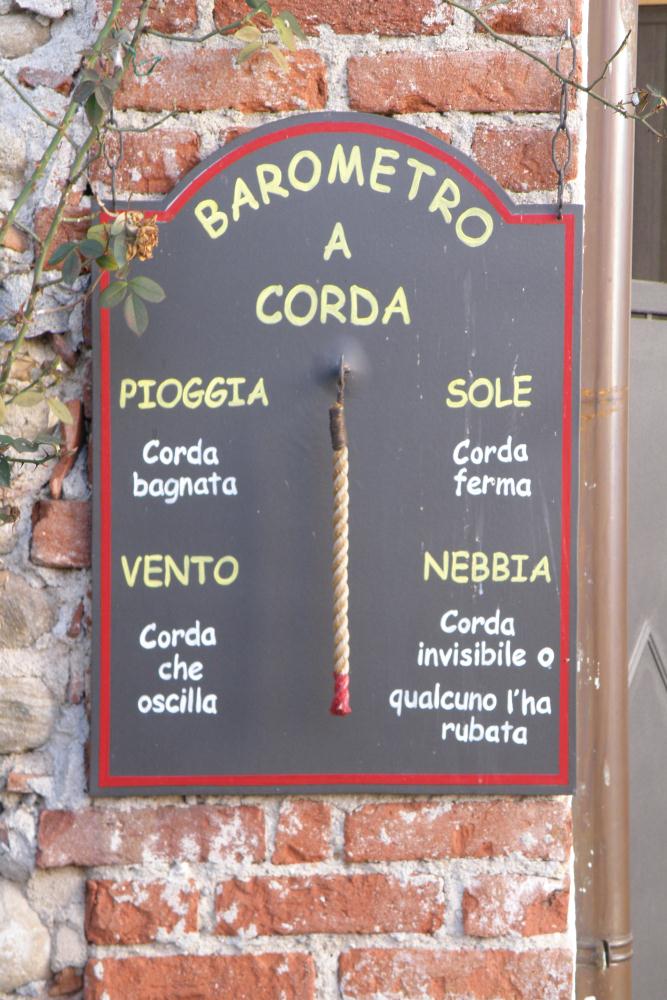 BAROMETRO
A
CORDA
PIOGGIA
Corda
bagnata
SOLE
Corda
ferma
VENTO
Corda
che
oscilla
NEBBIA
Corda
invisibile o
qualcuno l'ha
rubata